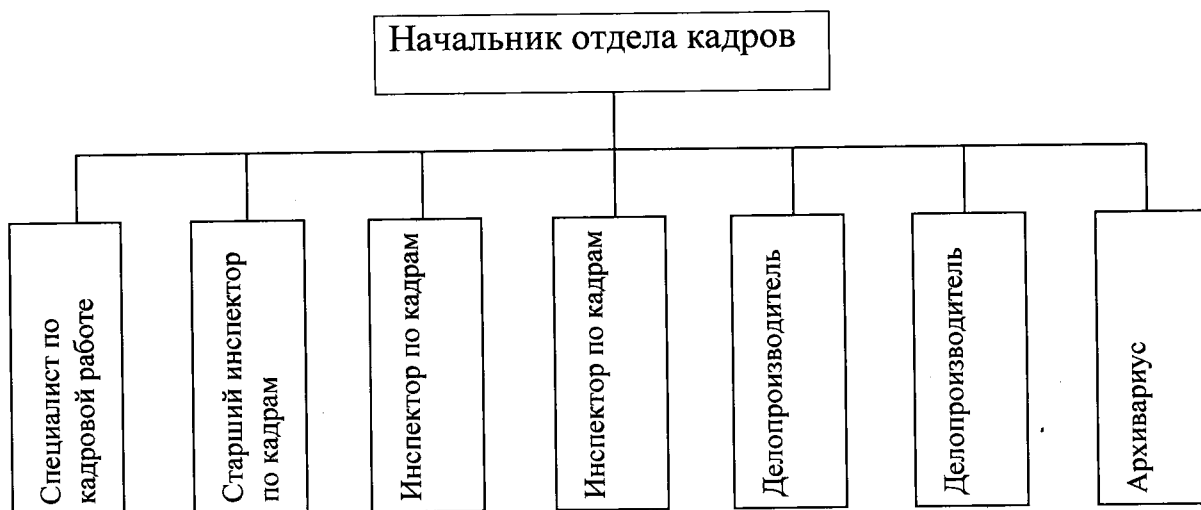 Начальник отдела кадров
Специалист по
кадровой работе
Старший инспектор
по кадрам
Инспектор по кадрам
Инспектор по кадрам
Делопроизводитель
Делопроизводитель
Архивариус